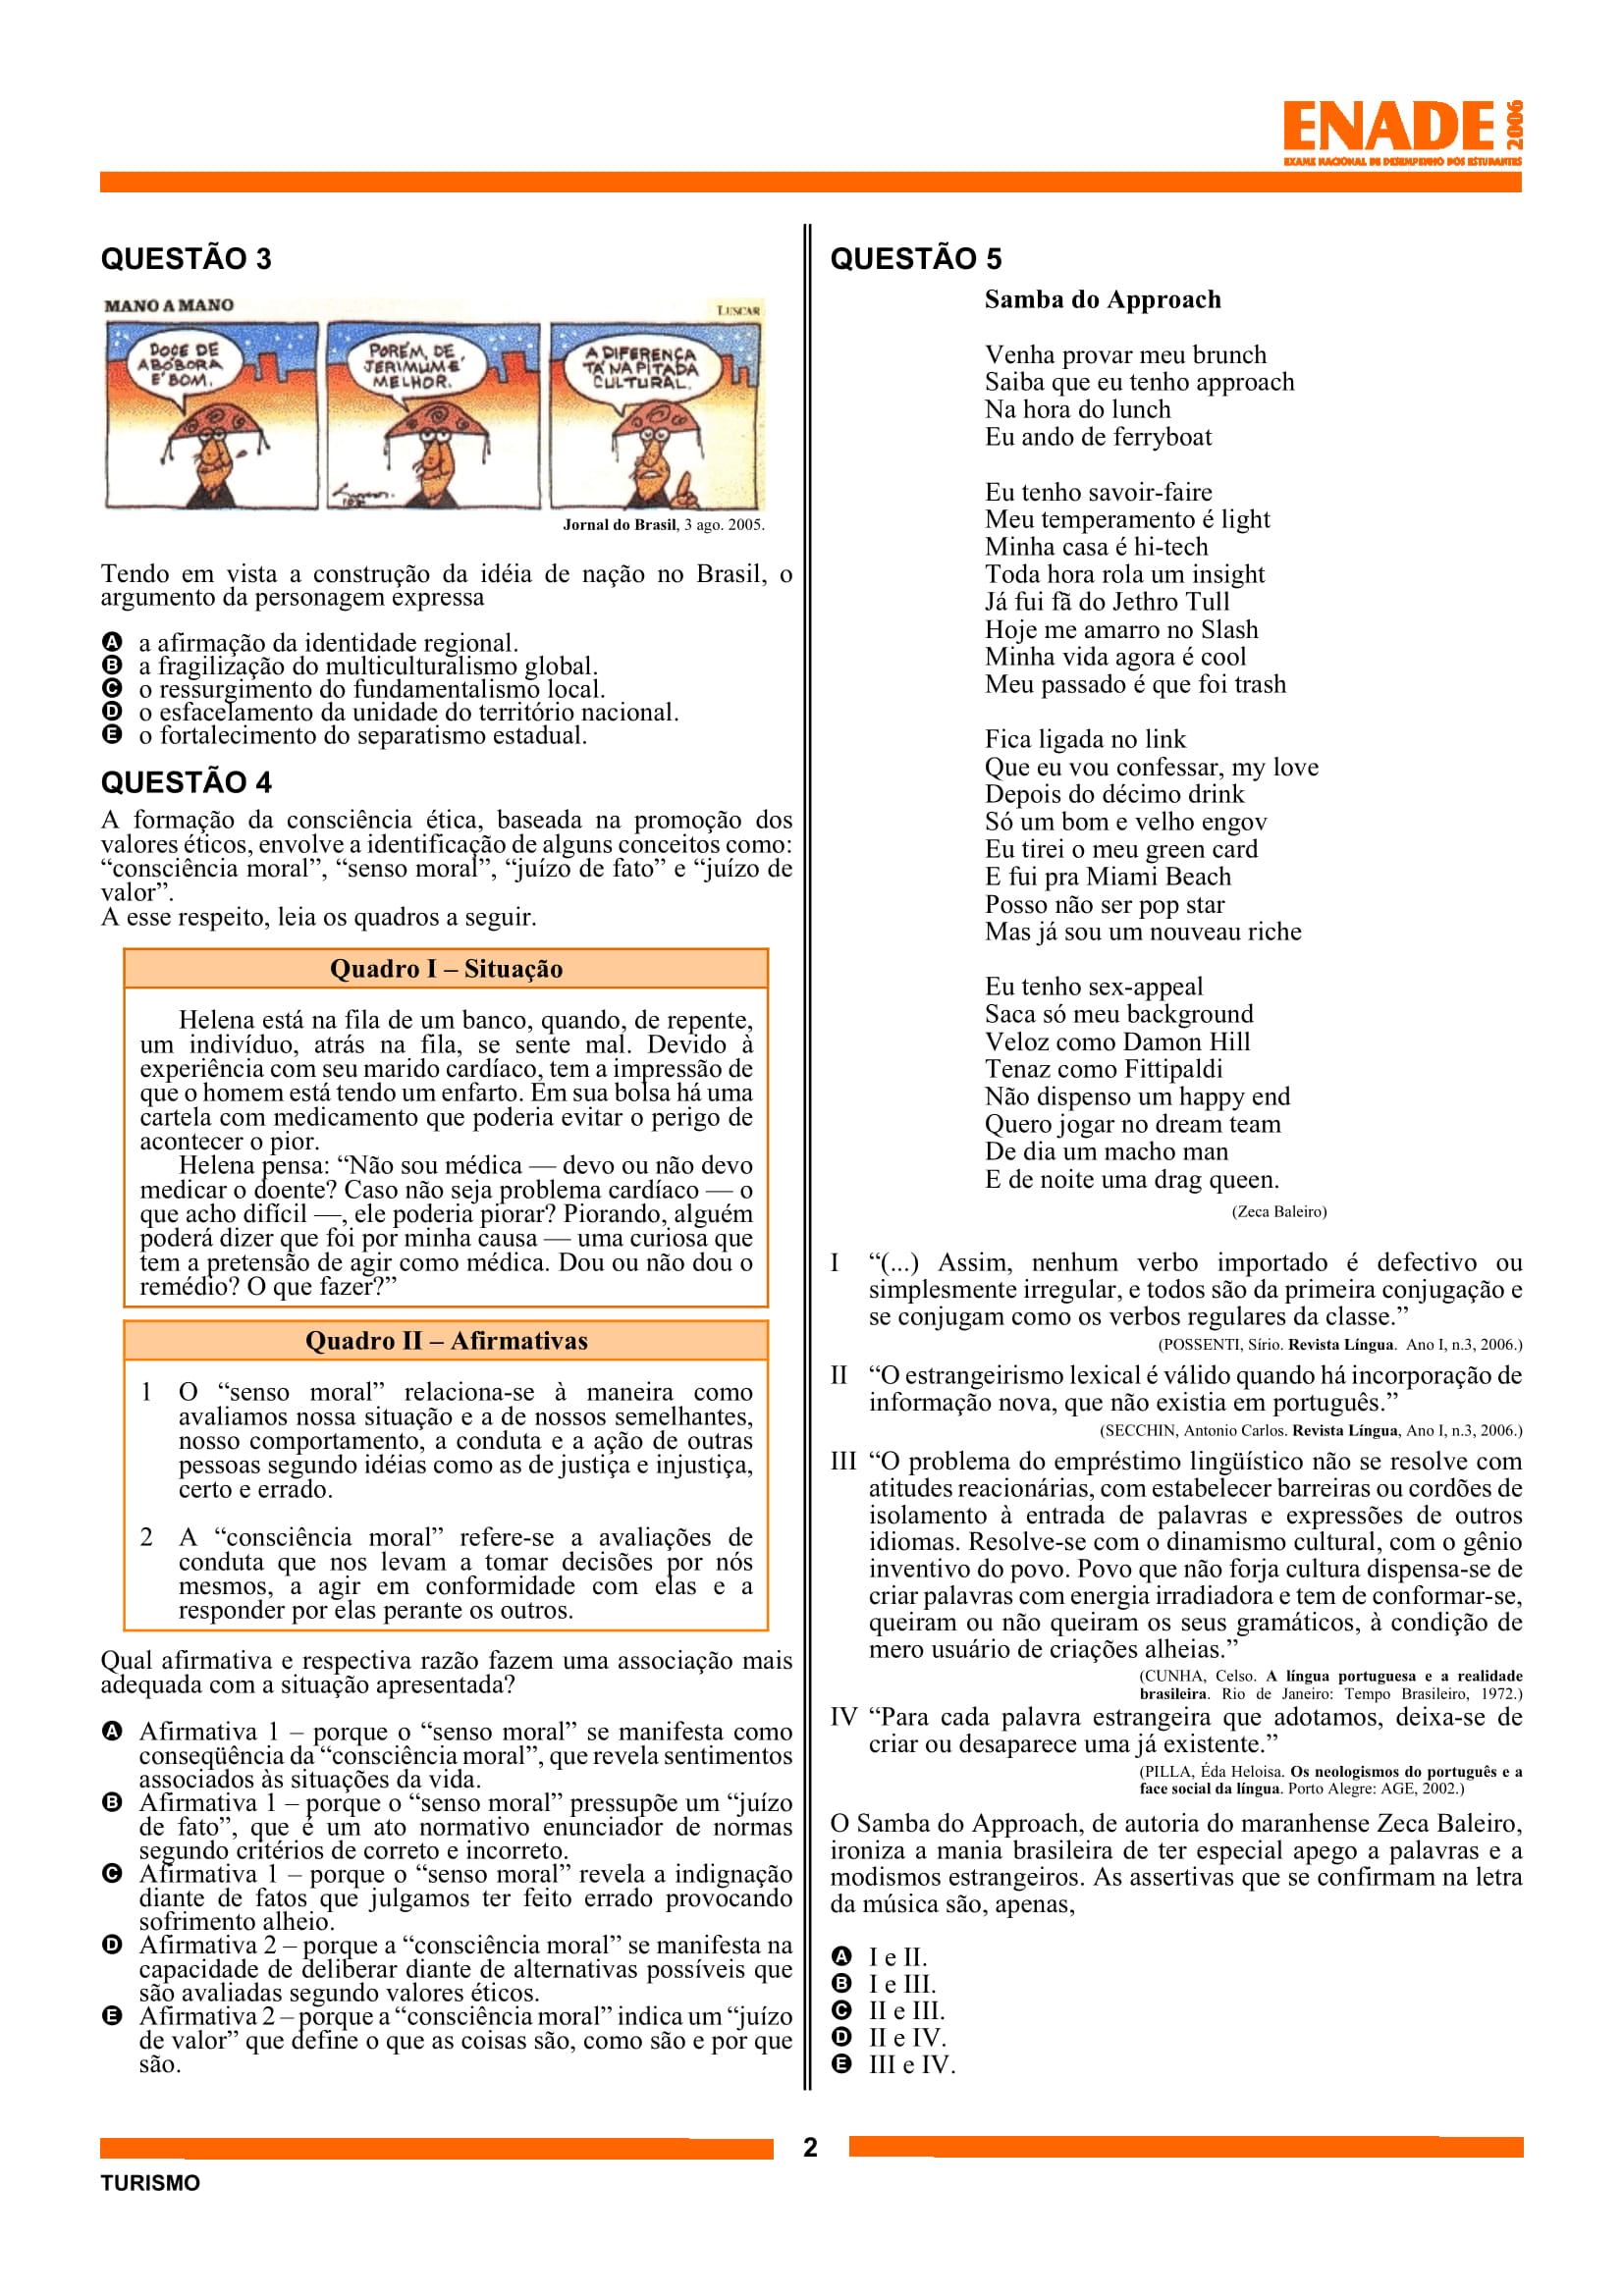 ENADE 2006
EXAME NACIONAL DE DESEMPENHO DOS ESTUDANTES
QUESTÃO 3
MANO A MANO
LUSCAR
DOCE DE
ABÓBORA
É BOM.
PORÉM, DE
JERIMUM É
MELHOR.
A DIFERENÇA
TÁ NA PITADA
CULTURAL.
Jornal do Brasil, 3 ago. 2005.
Tendo em vista a construção da idéia de nação no Brasil, o
argumento da personagem expressa
A a afirmação da identidade regional.
B a fragilização do multiculturalismo global.
C o ressurgimento do fundamentalismo local.
D o esfacelamento da unidade do território nacional.
E o fortalecimento do separatismo estadual.
QUESTÃO 4
A formação da consciência ética, baseada na promoção dos
valores éticos, envolve a identificação de alguns conceitos como:
“consciência moral”, “senso moral”, “juízo de fato” e “juízo de
valor”.
A esse respeito, leia os quadros a seguir.
Quadro I – Situação
Helena está na fila de um banco, quando, de repente,
um indivíduo, atrás na fila, se sente mal. Devido à
experiência com seu marido cardíaco, tem a impressão de
que o homem está tendo um enfarto. Em sua bolsa há uma
cartela com medicamento que poderia evitar o perigo de
acontecer o pior.
Helena pensa: “Não sou médica — devo ou não devo
medicar o doente? Caso não seja problema cardíaco — o
que acho difícil —, ele poderia piorar? Piorando, alguém
poderá dizer que foi por minha causa — uma curiosa que
tem a pretensão de agir como médica. Dou ou não dou o
remédio? O que fazer?”
Quadro II – Afirmativas
1 O “senso moral” relaciona-se à maneira como
avaliamos nossa situação e a de nossos semelhantes,
nosso comportamento, a conduta e a ação de outras
pessoas segundo idéias como as de justiça e injustiça,
certo e errado.
2 A “consciência moral” refere-se a avaliações de
conduta que nos levam a tomar decisões por nós
mesmos, a agir em conformidade com elas e a
responder por elas perante os outros.
Qual afirmativa e respectiva razão fazem uma associação mais
adequada com a situação apresentada?
A Afirmativa 1 – porque o “senso moral” se manifesta como
conseqüência da “consciência moral”, que revela sentimentos
associados às situações da vida.
B Afirmativa 1 – porque o “senso moral” pressupõe um “juízo
de fato”, que é um ato normativo enunciador de normas
segundo critérios de correto e incorreto.
C Afirmativa 1 – porque o “senso moral” revela a indignação
diante de fatos que julgamos ter feito errado provocando
sofrimento alheio.
D Afirmativa 2 – porque a “consciência moral” se manifesta na
capacidade de deliberar diante de alternativas possíveis que
são avaliadas segundo valores éticos.
E Afirmativa 2 – porque a “consciência moral” indica um “juízo
de valor” que define o que as coisas são, como são e por que
são.
QUESTÃO 5
Samba do Approach
Venha provar meu brunch
Saiba que eu tenho approach
Na hora do lunch
Eu ando de ferryboat
Eu tenho savoir-faire
Meu temperamento é light
Minha casa é hi-tech
Toda hora rola um insight
Já fui fã do Jethro Tull
Hoje me amarro no Slash
Minha vida agora é cool
Meu passado é que foi trash
Fica ligada no link
Que eu vou confessar, my love
Depois do décimo drink
Só um bom e velho engov
Eu tirei o meu green card
E fui pra Miami Beach
Posso não ser pop star
Mas já sou um nouveau riche
Eu tenho sex-appeal
Saca só meu background
Veloz como Damon Hill
Tenaz como Fittipaldi
Não dispenso um happy end
Quero jogar no dream team
De dia um macho man
E de noite uma drag queen.
(Zeca Baleiro)
I “(...) Assim, nenhum verbo importado é defectivo ou
simplesmente irregular, e todos são da primeira conjugação e
se conjugam como os verbos regulares da classe.”
(POSSENTI, Sírio. Revista Língua. Ano I, n.3, 2006.)
II “O estrangeirismo lexical é válido quando há incorporação de
informação nova, que não existia em português.”
(SECCHIN, Antonio Carlos. Revista Língua, Ano I, n.3, 2006.)
III “O problema do empréstimo lingüístico não se resolve com
atitudes reacionárias, com estabelecer barreiras ou cordões de
isolamento à entrada de palavras e expressões de outros
idiomas. Resolve-se com o dinamismo cultural, com o gênio
inventivo do povo. Povo que não forja cultura dispensa-se de
criar palavras com energia irradiadora e tem de conformar-se,
queiram ou não queiram os seus gramáticos, à condição de
mero usuário de criações alheias.”
(CUNHA, Celso. A língua portuguesa e a realidade
brasileira. Rio de Janeiro: Tempo Brasileiro, 1972.)
IV “Para cada palavra estrangeira que adotamos, deixa-se de
criar ou desaparece uma já existente.”
(PILLA, Éda Heloisa. Os neologismos do português e a
face social da língua. Porto Alegre: AGE, 2002.)
O Samba do Approach, de autoria do maranhense Zeca Baleiro,
ironiza a mania brasileira de ter especial apego a palavras e a
modismos estrangeiros. As assertivas que se confirmam na letra
da música são, apenas,
A I e II.
B I e III.
C II e III.
D II e IV.
E III e IV.
2
TURISMO